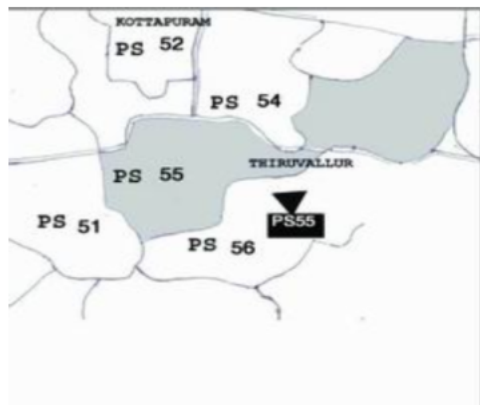 KOTTAPURAM
PS 52
PS 54
THIRUVALLUR
PS 55
PS 51
PS55
PS 56